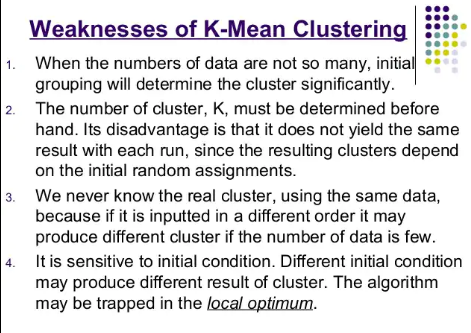 Weaknesses of K-Mean Clustering
1. When the numbers of data are not so many, initial
grouping will determine the cluster significantly.
2. The number of cluster, K, must be determined before
hand. Its disadvantage is that it does not yield the same
result with each run, since the resulting clusters depend
on the initial random assignments.
3. We never know the real cluster, using the same data,
because if it is inputted in a different order it may
produce different cluster if the number of data is few.
4. It is sensitive to initial condition. Different initial condition
may produce different result of cluster. The algorithm
may be trapped in the local optimum.